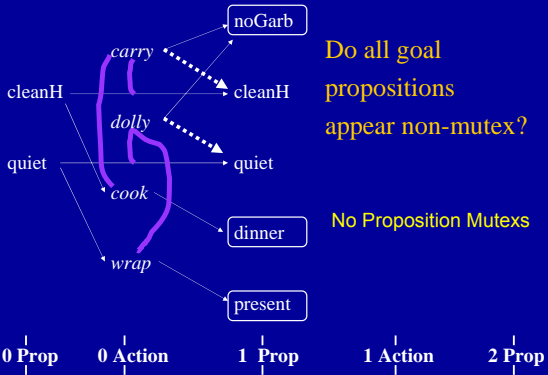 noGarb
carry
cleanH
cleanH
dolly
quiet
quiet
cook
dinner
wrap
present
Do all goal
propositions
appear non-mutex?
No Proposition Mutexs
0 Prop 0 Action 1 Prop 1 Action 2 Prop